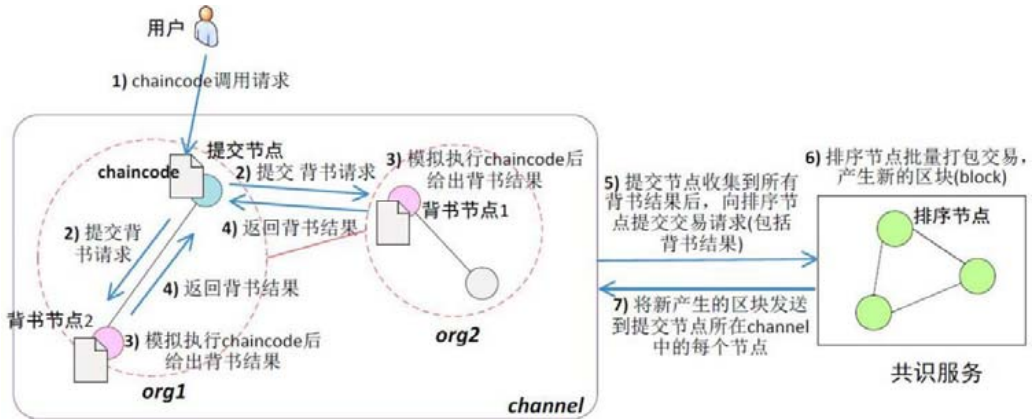 用户
1) chaincode调用请求
提交节点
chaincode
2) 提交 背书请求
4) 返回背书结果
3) 模拟执行chaincode后
给出背书结果
背书节点1
2) 提交背
书请求
4) 返回背书结果
背书节点2
3) 模拟执行chaincode后
给出背书结果
org1
org2
channel
5) 提交节点收集到所有
背书结果后，向排序节
点提交交易请求(包括
背书结果)
7) 将新产生的区块发送
到提交节点所在channel
中的每个节点
6) 排序节点批量打包交易，
产生新的区块(block)
排序节点
共识服务